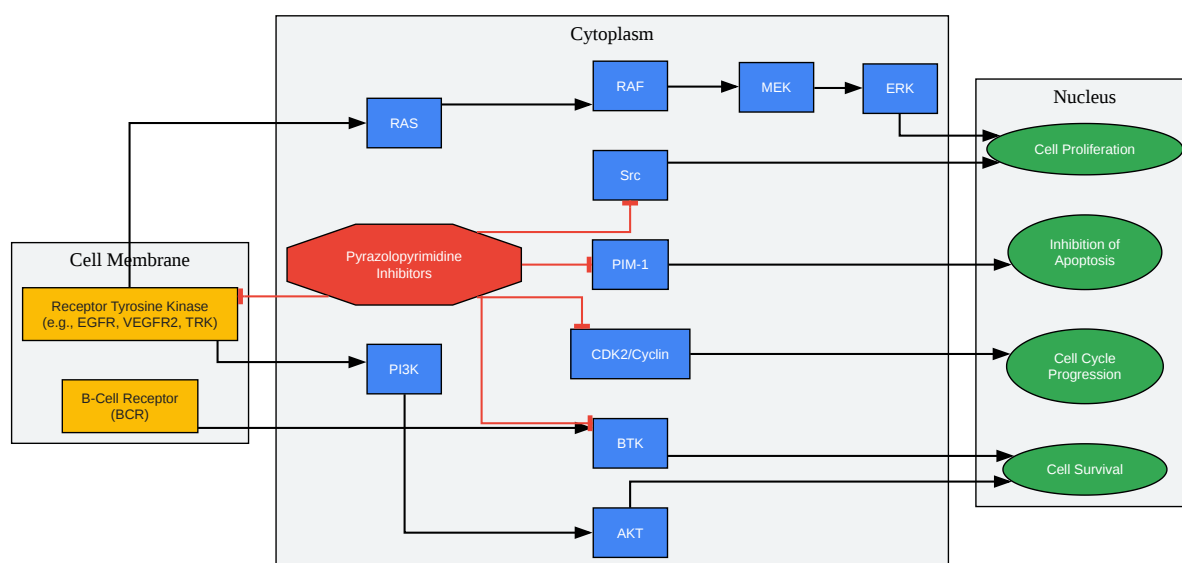 Cytoplasm
RAF
MEK
ERK
Nucleus
RAS
Cell Proliferation
Src
Cell Membrane
Pyrazolopyrimidine
Inhibitors
PIM-1
Inhibition of
Apoptosis
Receptor Tyrosine Kinase
(e.g., EGFR, VEGFR2, TRK)
PI3K
CDK2/Cyclin
Cell Cycle
Progression
B-Cell Receptor
(BCR)
BTK
Cell Survival
AKT